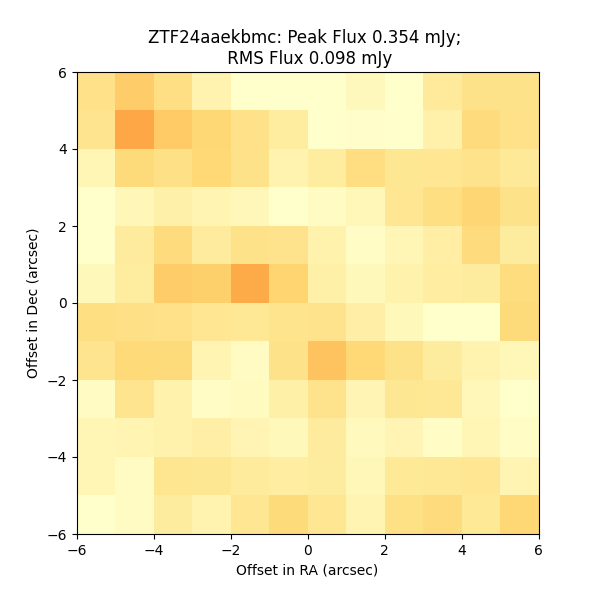 ZTF24aaekbmc: Peak Flux 0.354 mJy;
RMS Flux 0.098 mJy
6
4
2
0
−2
−4
−6
Offset in Dec (arcsec)
−6 −4 −2 0 2 4 6
Offset in RA (arcsec)